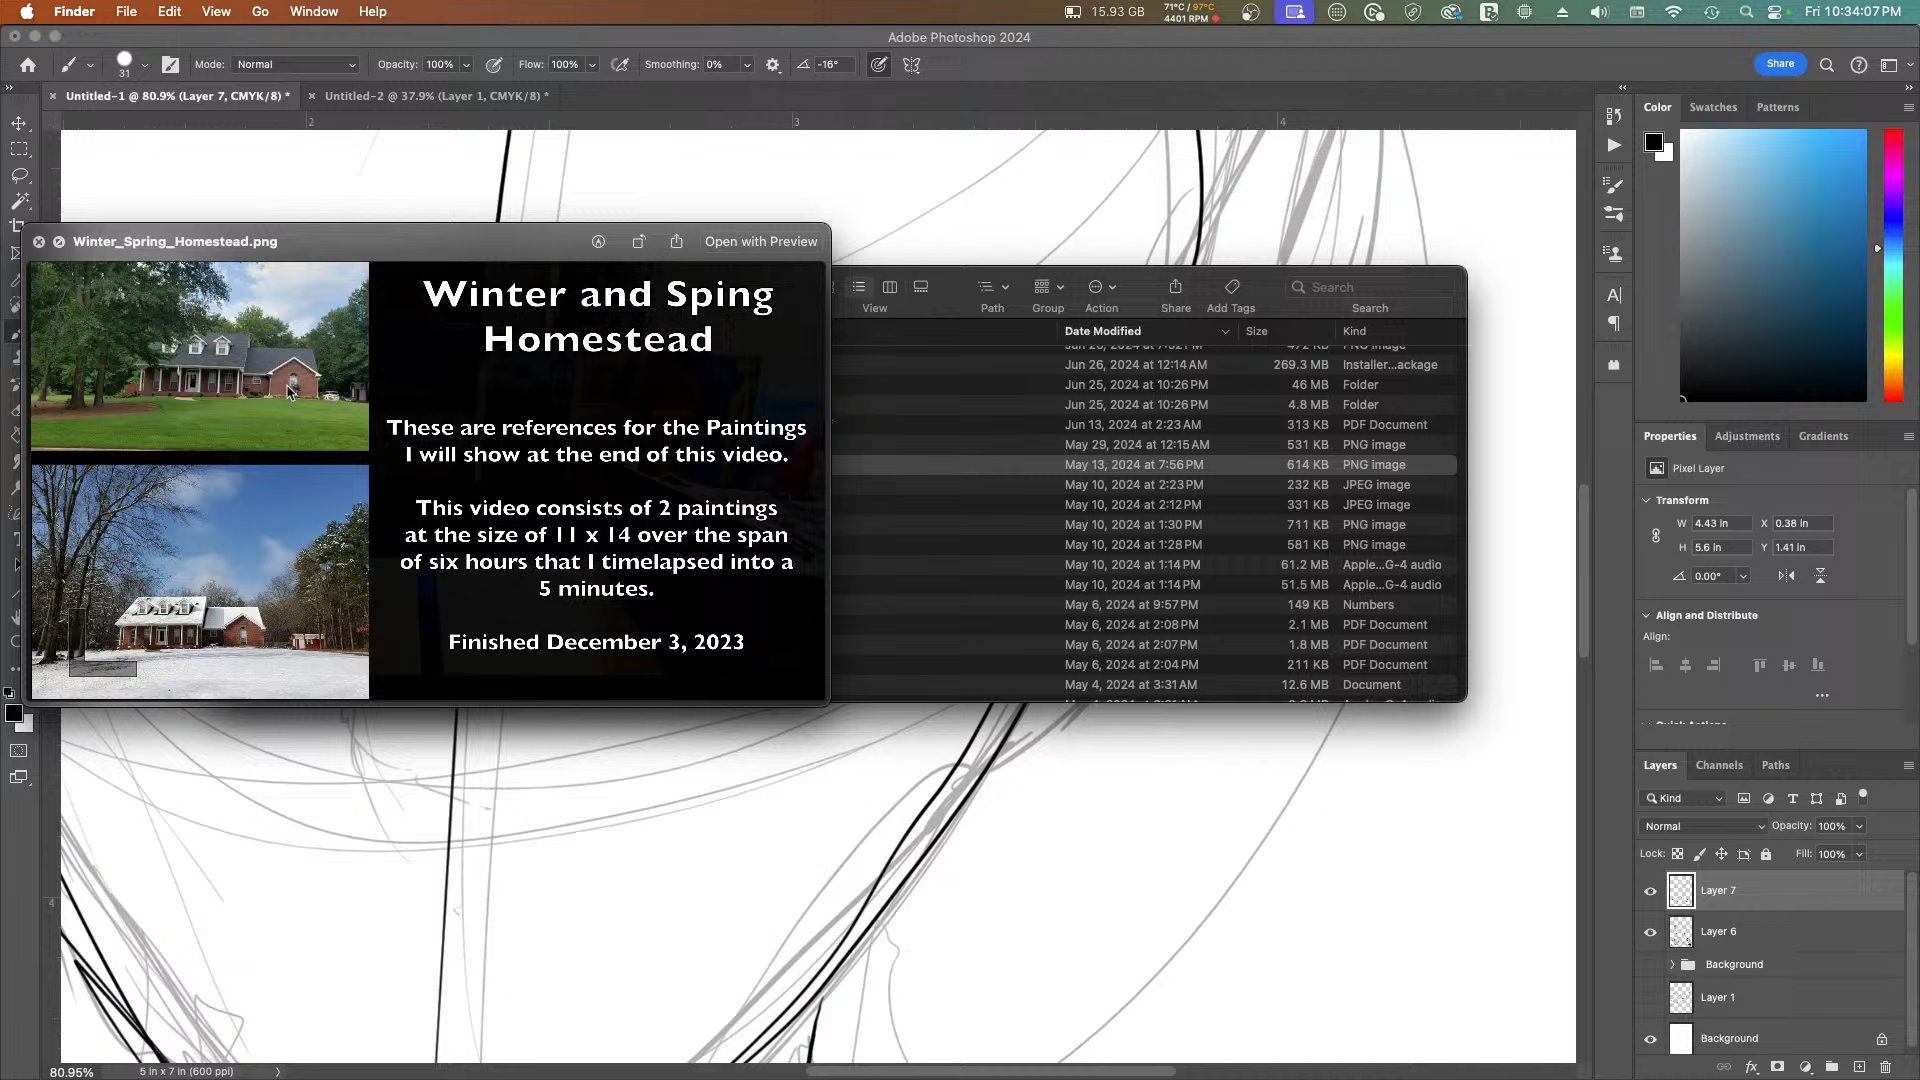 Finder File Edit View Go Window Help
15.93 GB
71°C / 97°C
4401 RPM
Fri 10:34:07 PM
Adobe Photoshop 2024
31
Mode: Normal
Opacity: 100%
Flow: 100%
Smoothing: 0%
-16°
Share
Untitled-1 @ 80.9% (Layer 7, CMYK/8) *
Untitled-2 @ 37.9% (Layer 1, CMYK/8) *
2 3 4
Winter_Spring_Homestead.png
Open with Preview
Winter and Sping
Homestead
These are references for the Paintings
I will show at the end of this video.
This video consists of 2 paintings
at the size of 11 x 14 over the span
of six hours that I timelapsed into a
5 minutes.
Finished December 3, 2023
Search
View Path Group Action Share Add Tags Search
Date Modified Size Kind
Jun 26, 2024 at 12:14 AM 269.3 MB Installer...ackage
Jun 25, 2024 at 10:26 PM 46 MB Folder
Jun 25, 2024 at 10:26 PM 4.8 MB Folder
Jun 13, 2024 at 2:23 AM 313 KB PDF Document
May 29, 2024 at 12:15 AM 531 KB PNG image
May 13, 2024 at 7:56 PM 614 KB PNG image
May 10, 2024 at 2:23 PM 232 KB JPEG image
May 10, 2024 at 2:12 PM 331 KB JPEG image
May 10, 2024 at 1:30 PM 711 KB PNG image
May 10, 2024 at 1:28 PM 581 KB PNG image
May 10, 2024 at 1:14 PM 61.2 MB Apple...G-4 audio
May 10, 2024 at 1:14 PM 51.5 MB Apple...G-4 audio
May 6, 2024 at 9:57 PM 149 KB Numbers
May 6, 2024 at 2:08 PM 2.1 MB PDF Document
May 6, 2024 at 2:07 PM 1.8 MB PDF Document
May 6, 2024 at 2:04 PM 211 KB PDF Document
May 4, 2024 at 3:31 AM 12.6 MB Document
4
Color Swatches Patterns
Properties Adjustments Gradients
Pixel Layer
Transform
W 4.43 in X 0.38 in
H 5.6 in Y 1.41 in
0.00°
Align and Distribute
Align:
Layers Channels Paths
Kind
Normal Opacity: 100%
Lock: Fill: 100%
Layer 7
Layer 6
Background
Layer 1
Background
80.95% 5 in x 7 in (600 ppi)